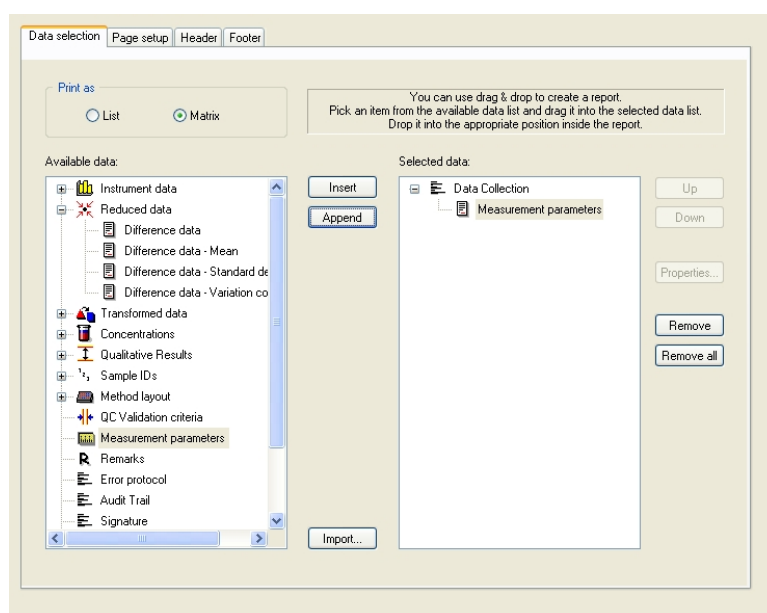 Data selection
Page setup
Header
Footer
Print as
List
Matrix
You can use drag & drop to create a report.
Pick an item from the available data list and drag it into the selected data list.
Drop it into the appropriate position inside the report.
Available data:
Instrument data
Reduced data
Difference data
Difference data - Mean
Difference data - Standard de
Difference data - Variation co
Transformed data
Concentrations
Qualitative Results
Sample IDs
Method layout
QC Validation criteria
Measurement parameters
Remarks
Error protocol
Audit Trail
Signature
Insert
Append
Import...
Selected data:
Data Collection
Measurement parameters
Up
Down
Properties...
Remove
Remove all